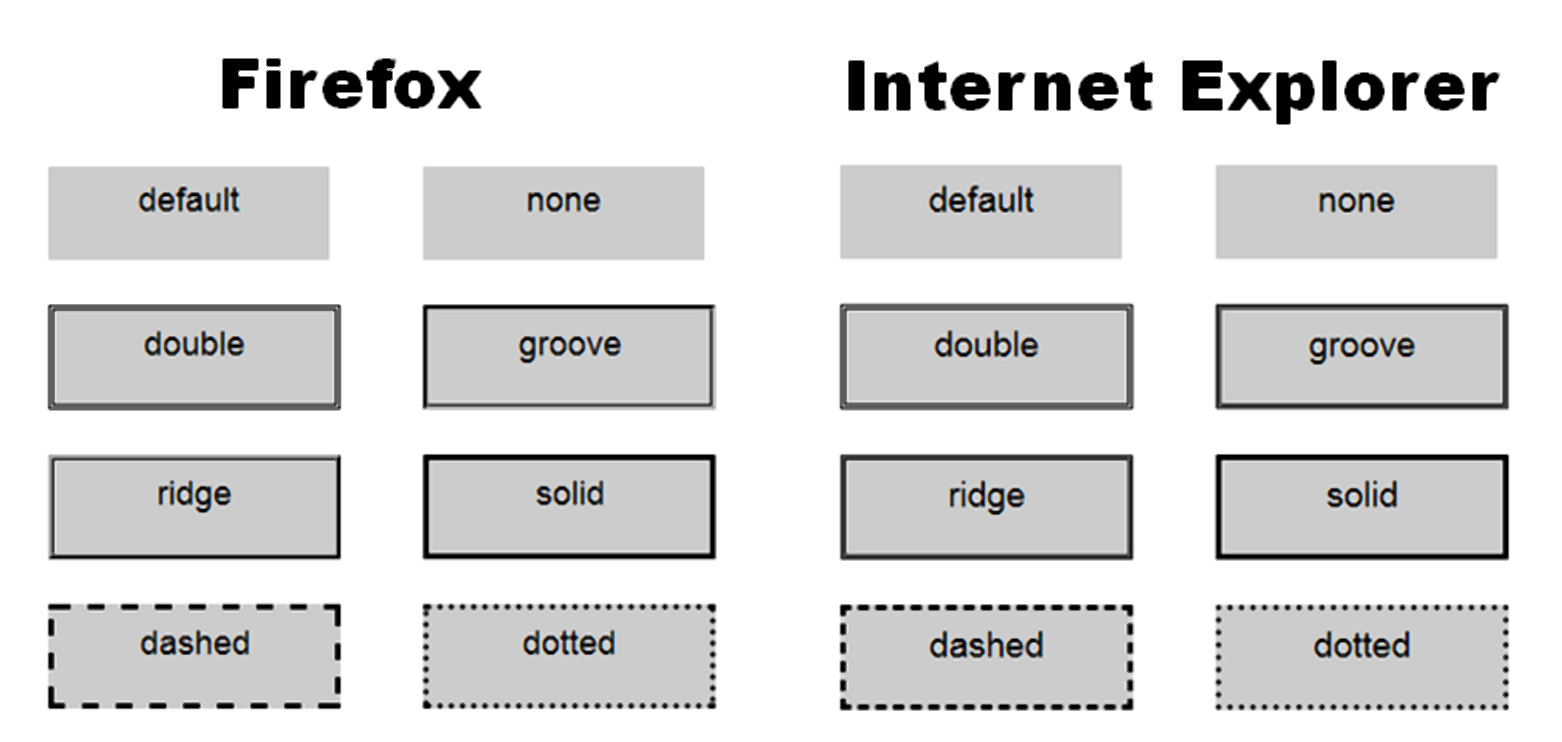 Firefox
default none
double groove
ridge solid
dashed dotted
Internet Explorer
default none
double groove
ridge solid
dashed dotted